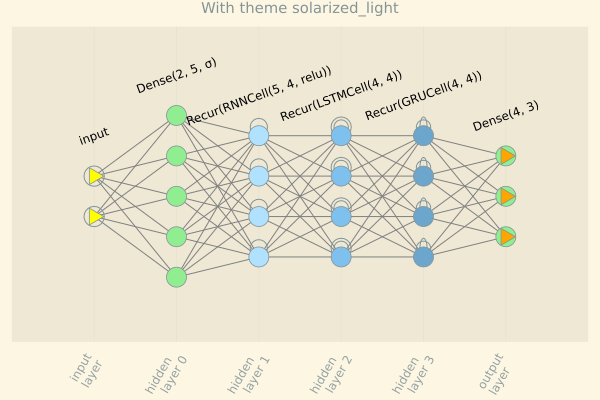 With theme solarized_light
input
Dense(2, 5, σ)
Recur(RNNCell(5, 4, relu))
Recur(LSTMCell(4, 4))
Recur(GRUCell(4, 4))
Dense(4, 3)
input
layer
hidden
layer 0
hidden
layer 1
hidden
layer 2
hidden
layer 3
output
layer